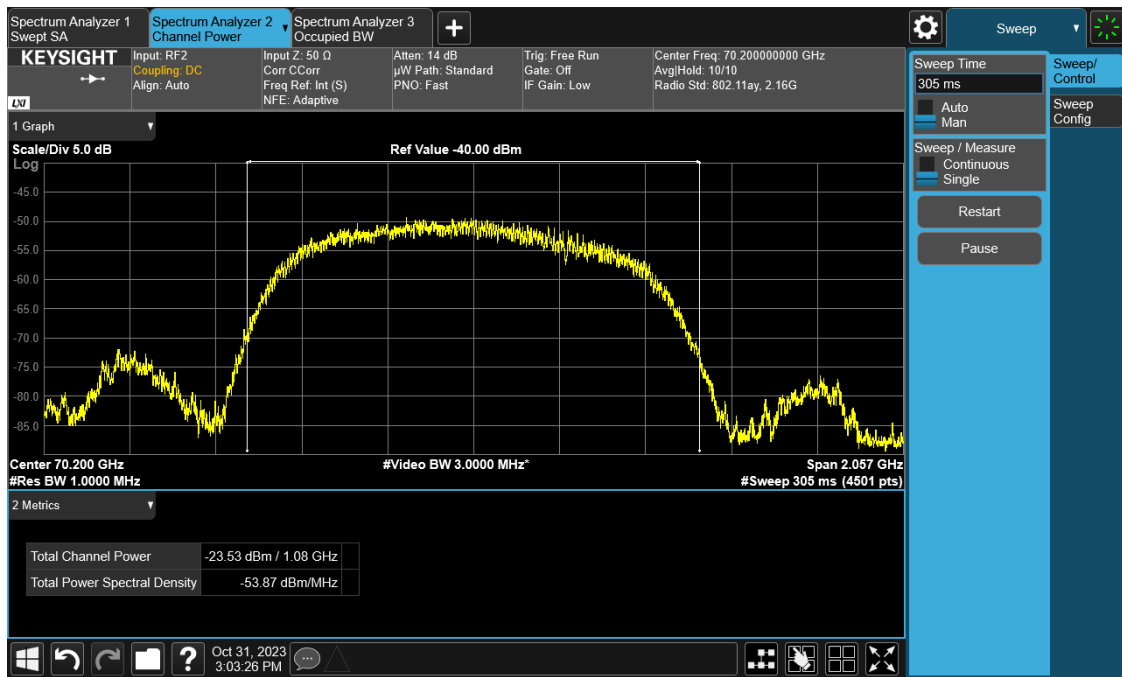 Spectrum Analyzer 1
Swept SA
Spectrum Analyzer 2
Channel Power
Spectrum Analyzer 3
Occupied BW
KEYSIGHT
LXI
Input: RF2
Coupling: DC
Align: Auto
Input Z: 50 Ω
Corr CCorr
Freq Ref: Int (S)
NFE: Adaptive
Atten: 14 dB
µW Path: Standard
PNO: Fast
Trig: Free Run
Gate: Off
IF Gain: Low
Center Freq: 70.200000000 GHz
Avg|Hold: 10/10
Radio Std: 802.11ay, 2.16G
1 Graph
Scale/Div 5.0 dB
Ref Value -40.00 dBm
Log
-45.0
-50.0
-55.0
-60.0
-65.0
-70.0
-75.0
-80.0
-85.0
Center 70.200 GHz
#Video BW 3.0000 MHz*
Span 2.057 GHz
#Res BW 1.0000 MHz
#Sweep 305 ms (4501 pts)
2 Metrics
Total Channel Power -23.53 dBm / 1.08 GHz
Total Power Spectral Density -53.87 dBm/MHz
?
Oct 31, 2023
3:03:26 PM
Sweep
Sweep Time
305 ms
Auto
Man
Sweep / Measure
Continuous
Single
Restart
Pause
Sweep/
Control
Sweep
Config